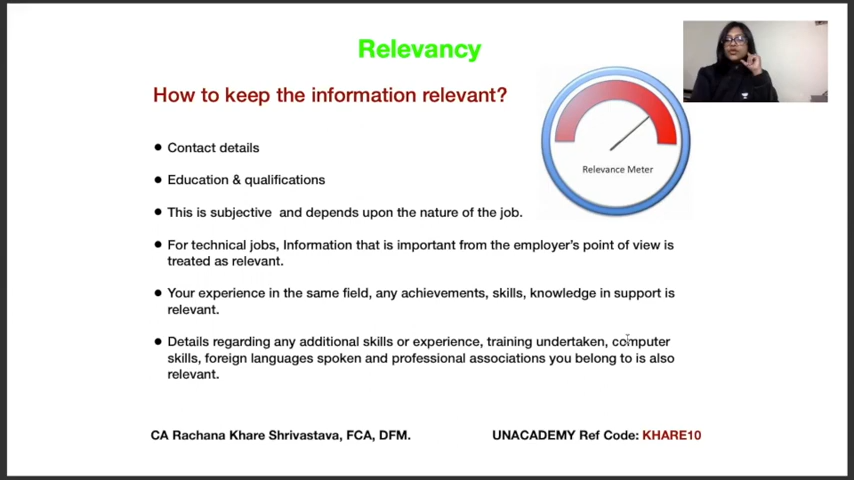 Relevancy
How to keep the information relevant?
Relevance Meter
● Contact details
● Education & qualifications
● This is subjective and depends upon the nature of the job.
● For technical jobs, Information that is important from the employer's point of view is
treated as relevant.
● Your experience in the same field, any achievements, skills, knowledge in support is
relevant.
● Details regarding any additional skills or experience, training undertaken, computer
skills, foreign languages spoken and professional associations you belong to is also
relevant.
CA Rachana Khare Shrivastava, FCA, DFM.
UNACADEMY Ref Code: KHARE10